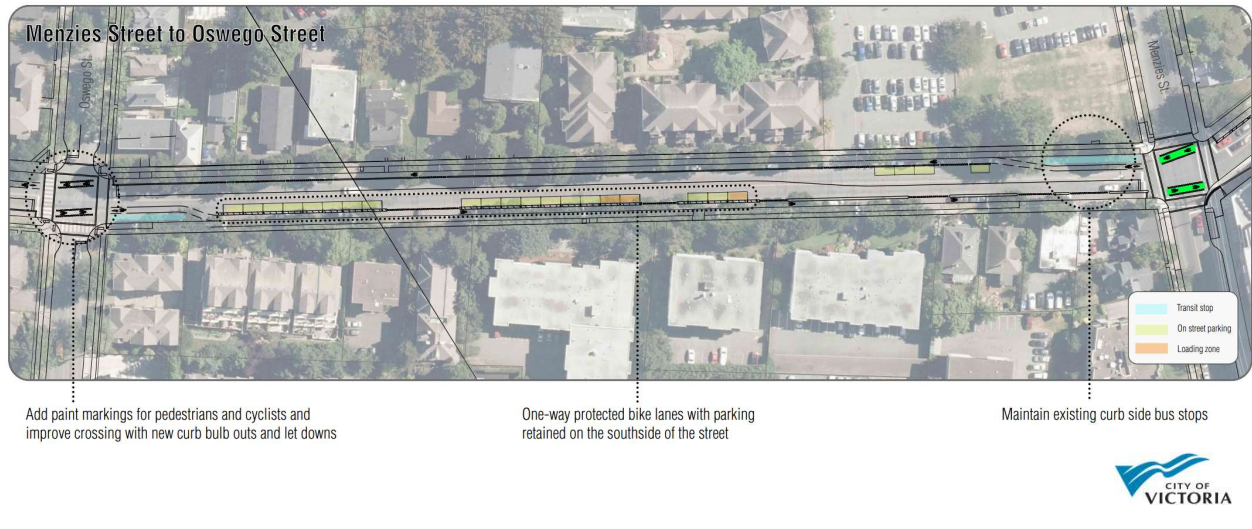 Menzies Street to Oswego Street
Oswego St.
Menzies St.
Transit stop
On street parking
Loading zone
Add paint markings for pedestrians and cyclists and
improve crossing with new curb bulb outs and let downs
One-way protected bike lanes with parking
retained on the southside of the street
Maintain existing curb side bus stops
CITY OF
VICTORIA